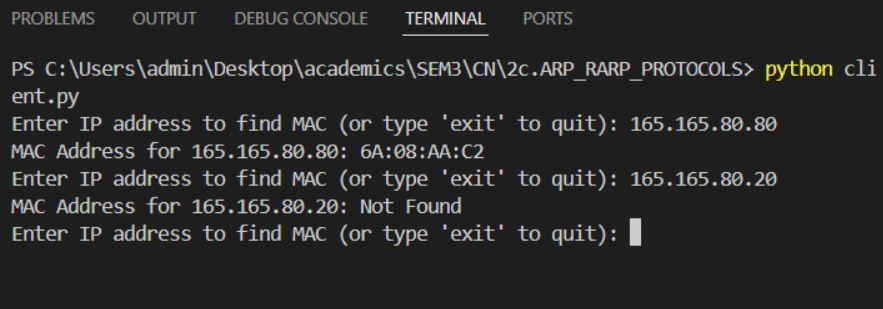 PROBLEMS OUTPUT DEBUG CONSOLE TERMINAL PORTS
PS C:\Users\admin\Desktop\academics\SEM3\CN\2c.ARP_RARP_PROTOCOLS> python cli
ent.py
Enter IP address to find MAC (or type 'exit' to quit): 165.165.80.80
MAC Address for 165.165.80.80: 6A:08:AA:C2
Enter IP address to find MAC (or type 'exit' to quit): 165.165.80.20
MAC Address for 165.165.80.20: Not Found
Enter IP address to find MAC (or type 'exit' to quit):